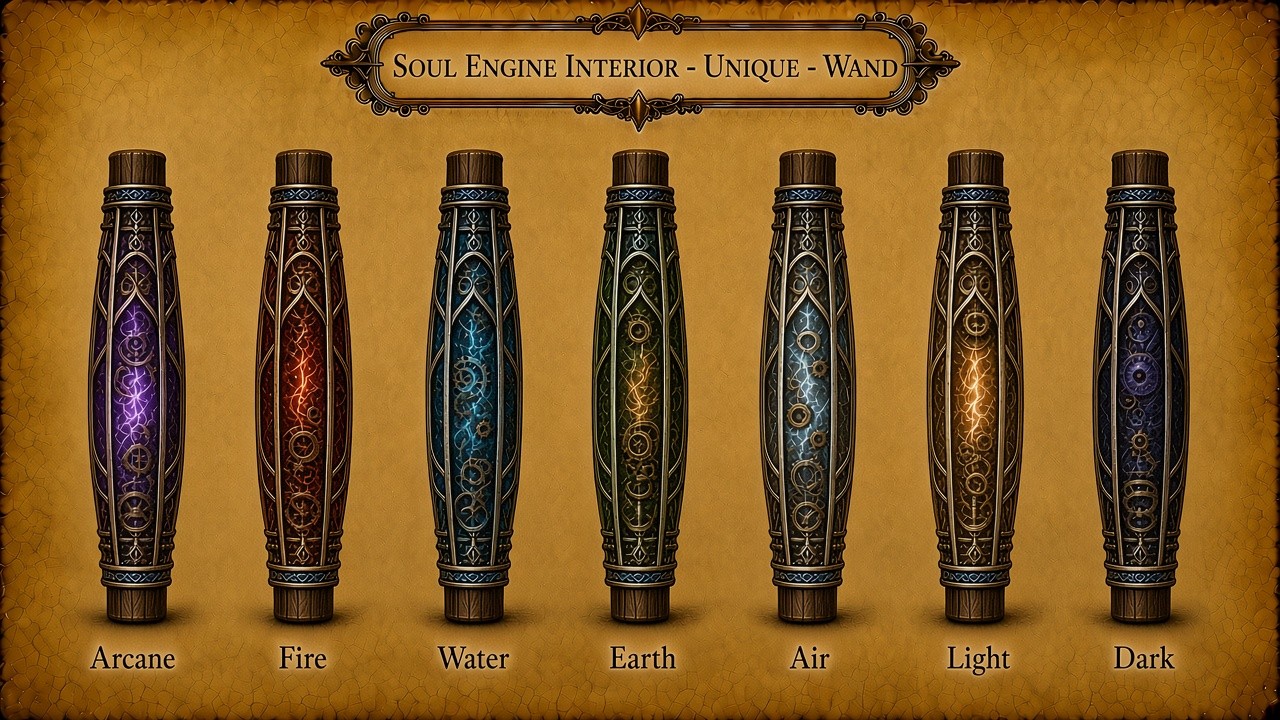 Soul Engine Interior - Unique - Wand
Arcane
Fire
Water
Earth
Air
Light
Dark